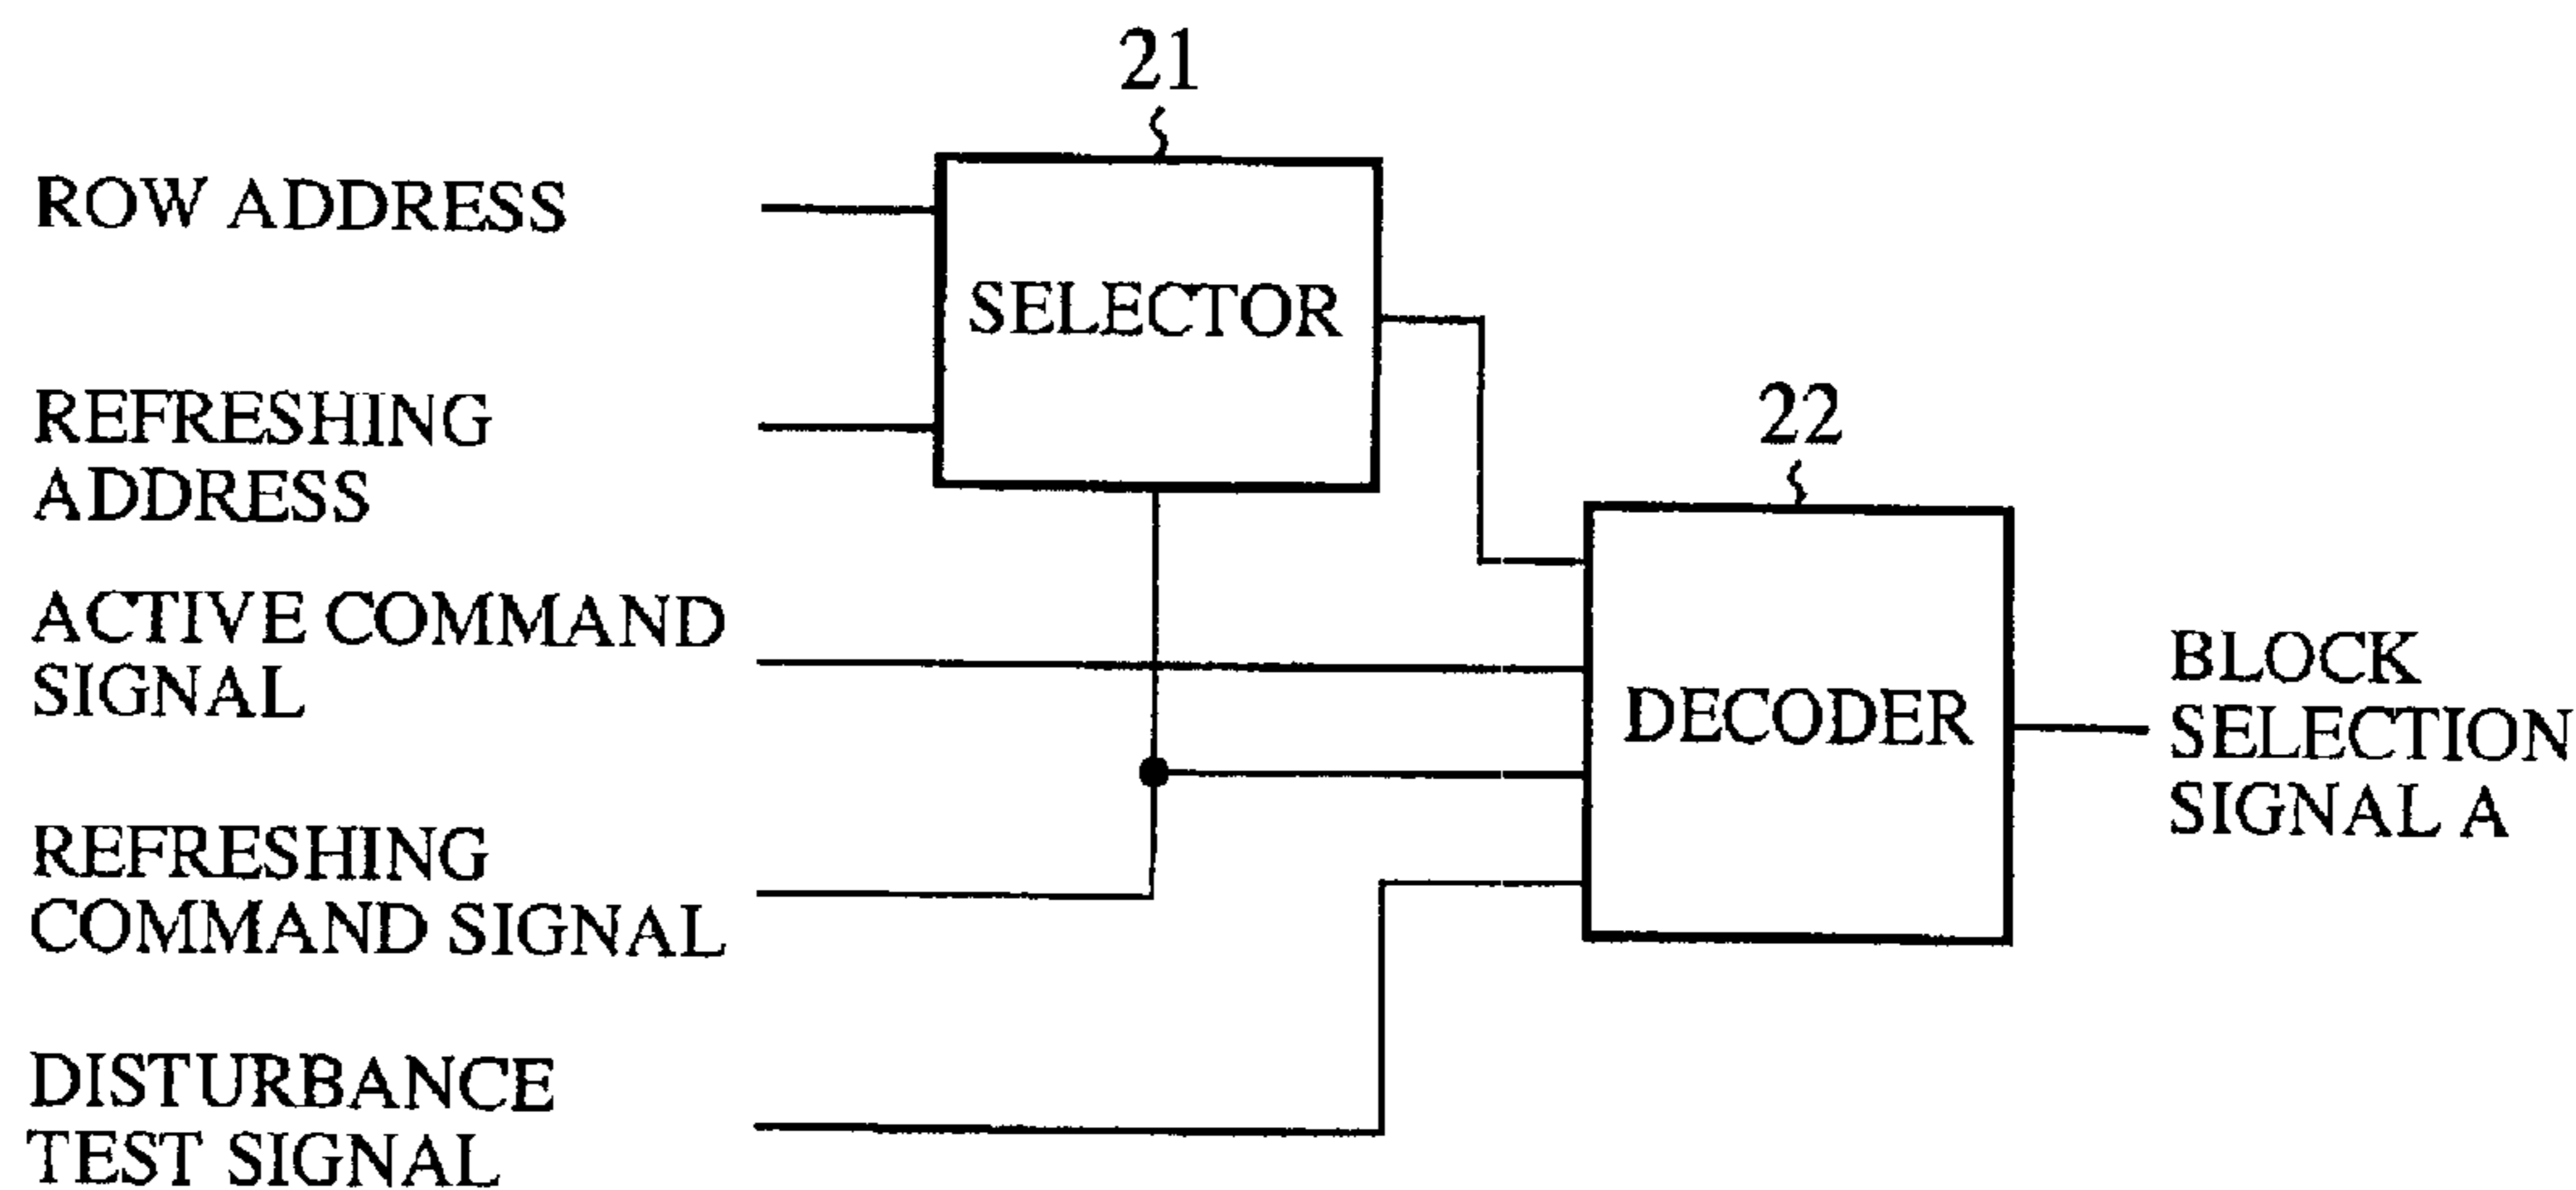 21
ROW ADDRESS
SELECTOR
REFRESHING
ADDRESS
22
ACTIVE COMMAND
SIGNAL
DECODER
BLOCK
SELECTION
SIGNAL A
REFRESHING
COMMAND SIGNAL
DISTURBANCE
TEST SIGNAL